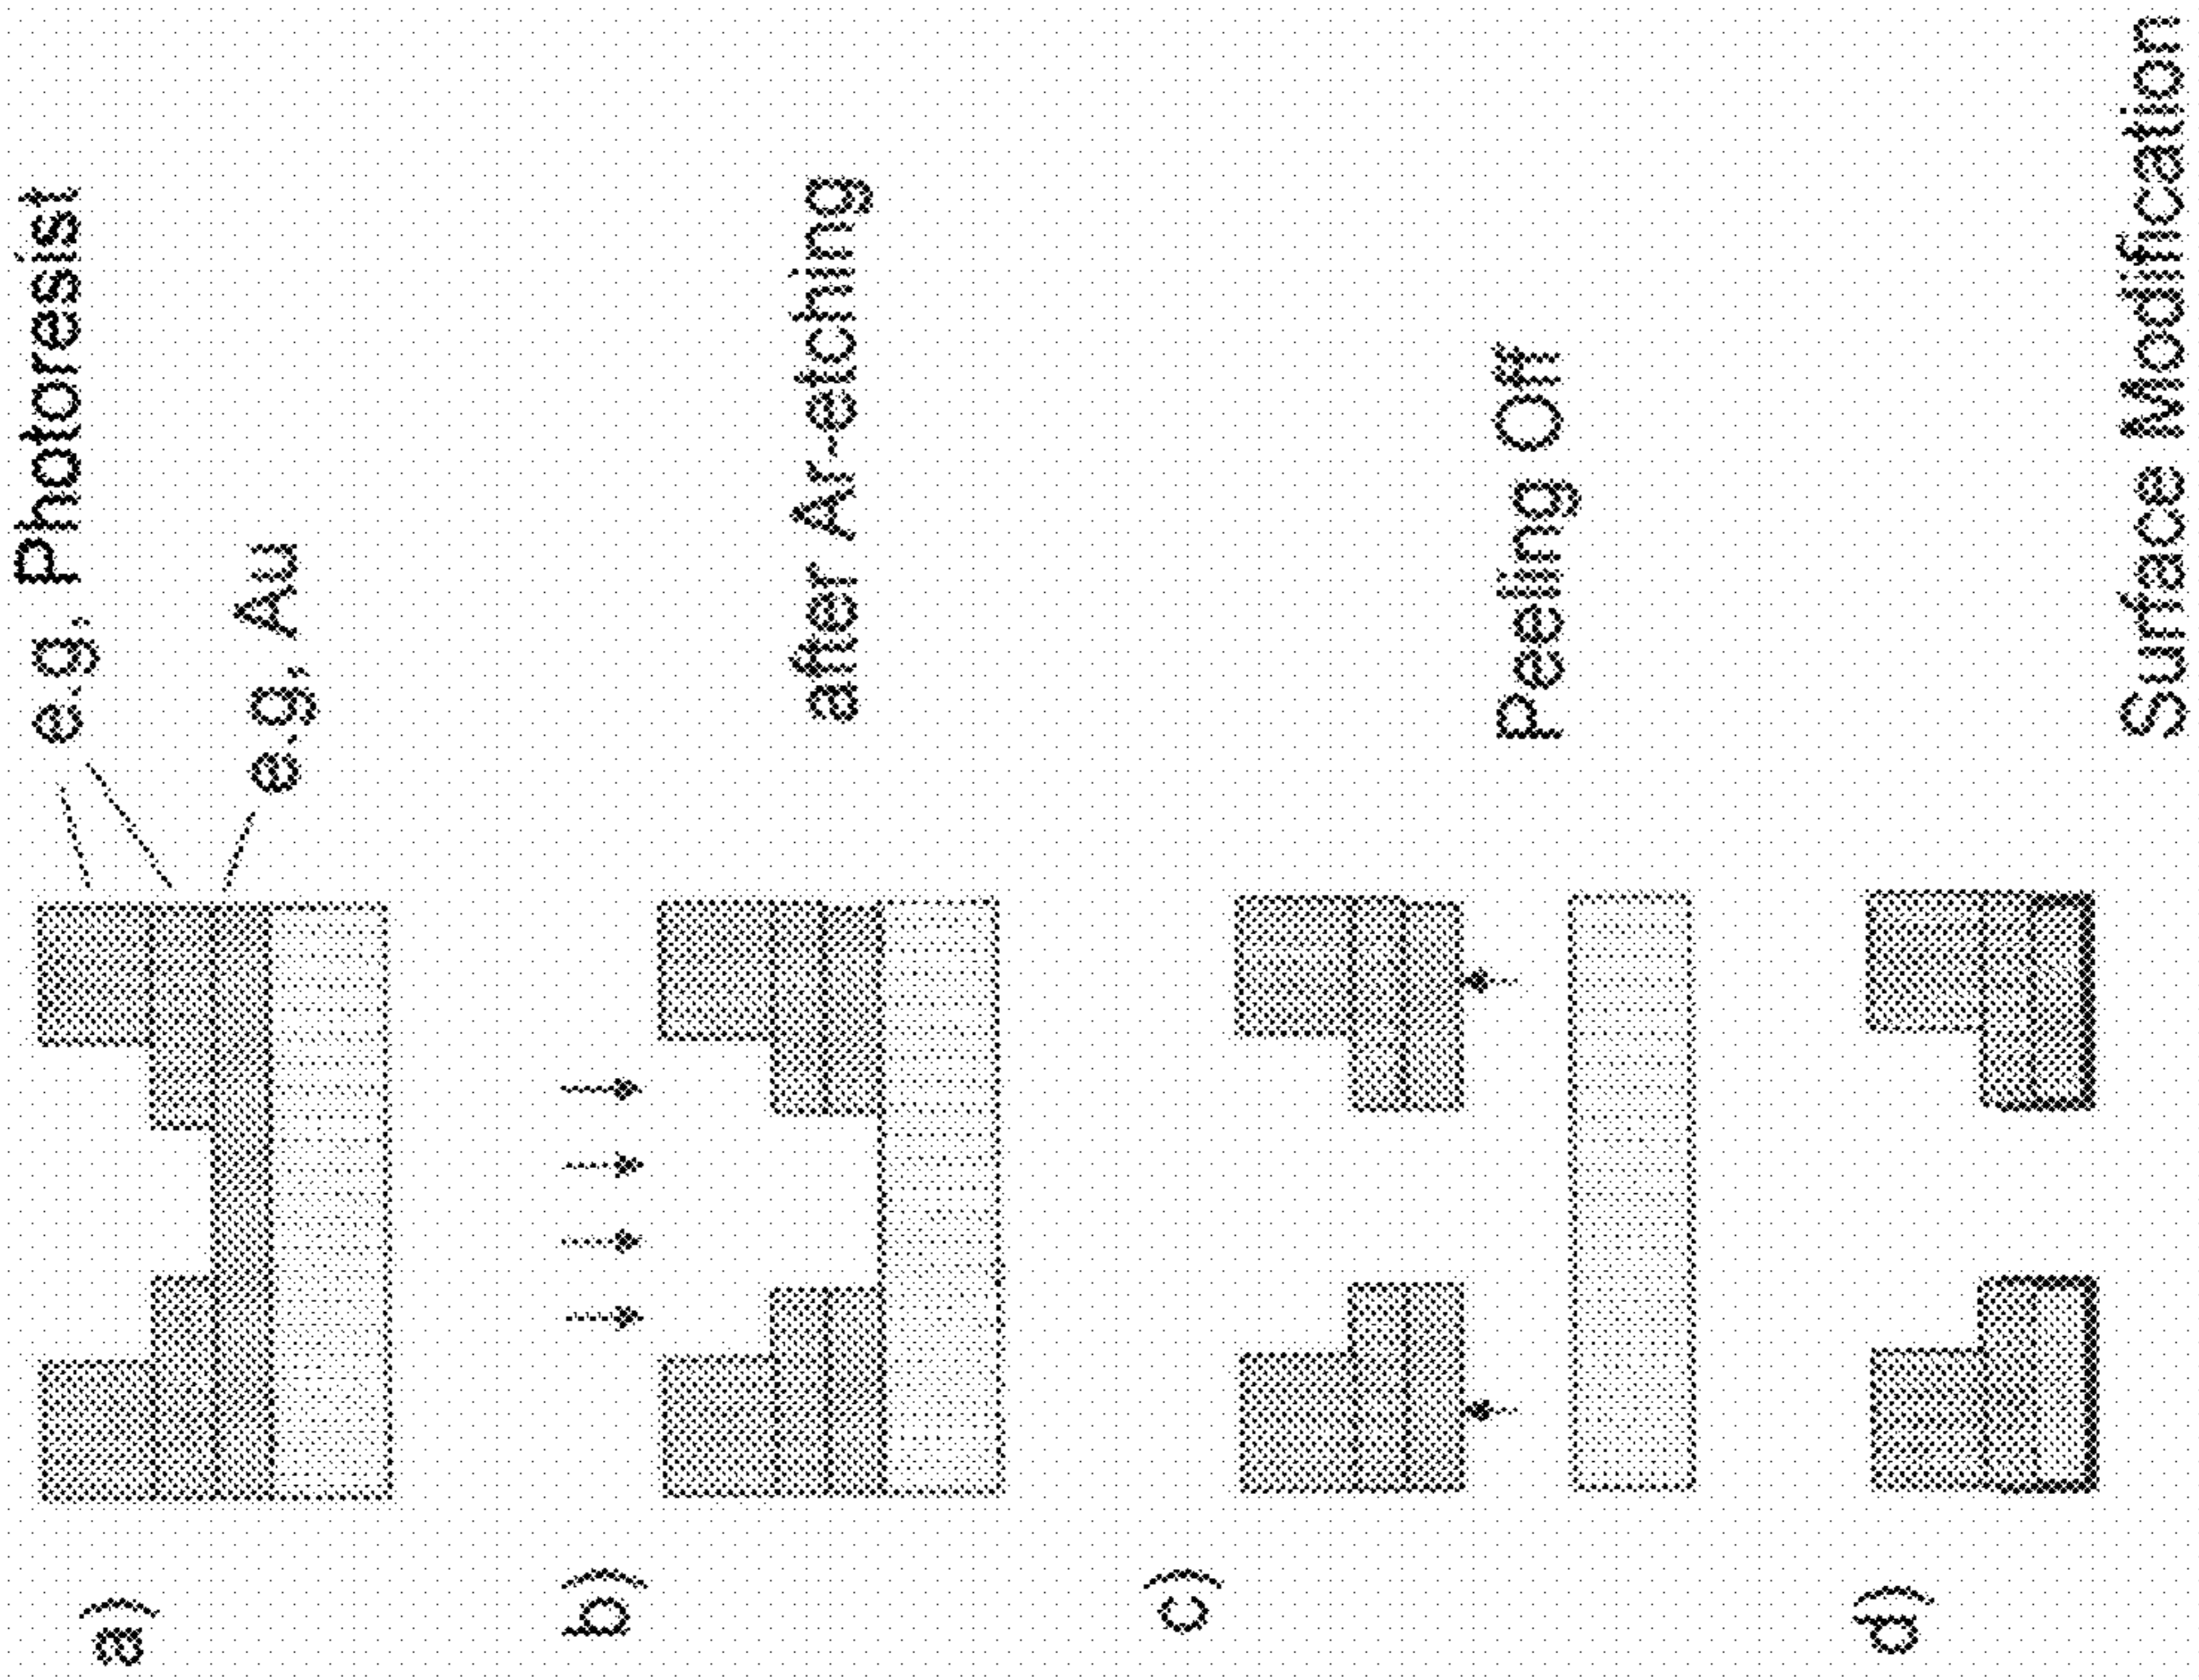 a)
e.g, Photoresist
e.g, Au
b)
after Ar-etching
c)
Peeling Off
d)
Surface Modification